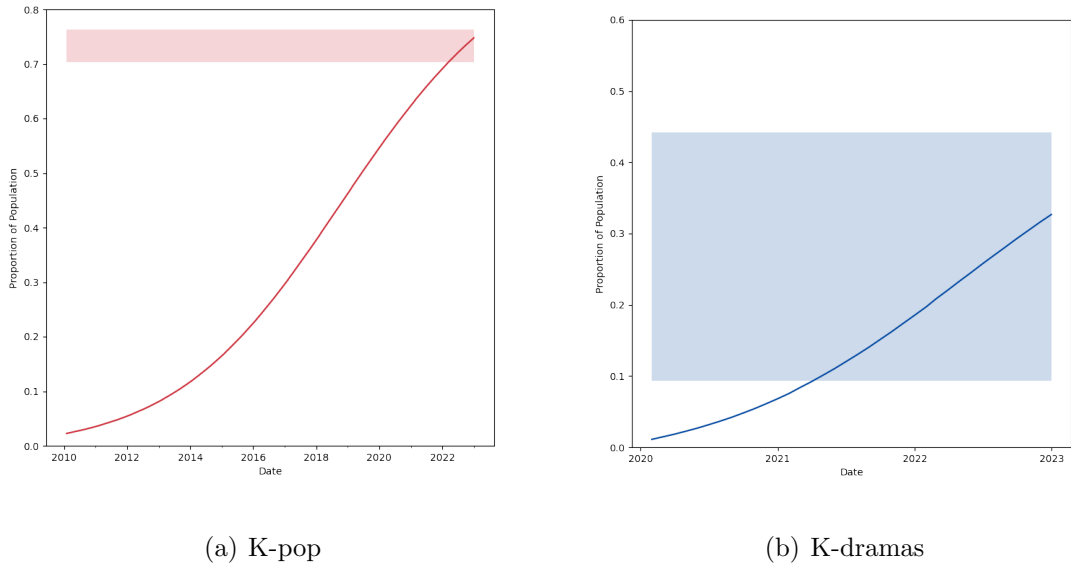 0.8
0.7
0.6
0.5
0.4
0.3
0.2
0.1
0.0
Proportion of Population
2010 2012 2014 2016 2018 2020 2022
Date
(a) K-pop
0.6
0.5
0.4
0.3
0.2
0.1
0.0
Proportion of Population
2020 2021 2022 2023
Date
(b) K-dramas